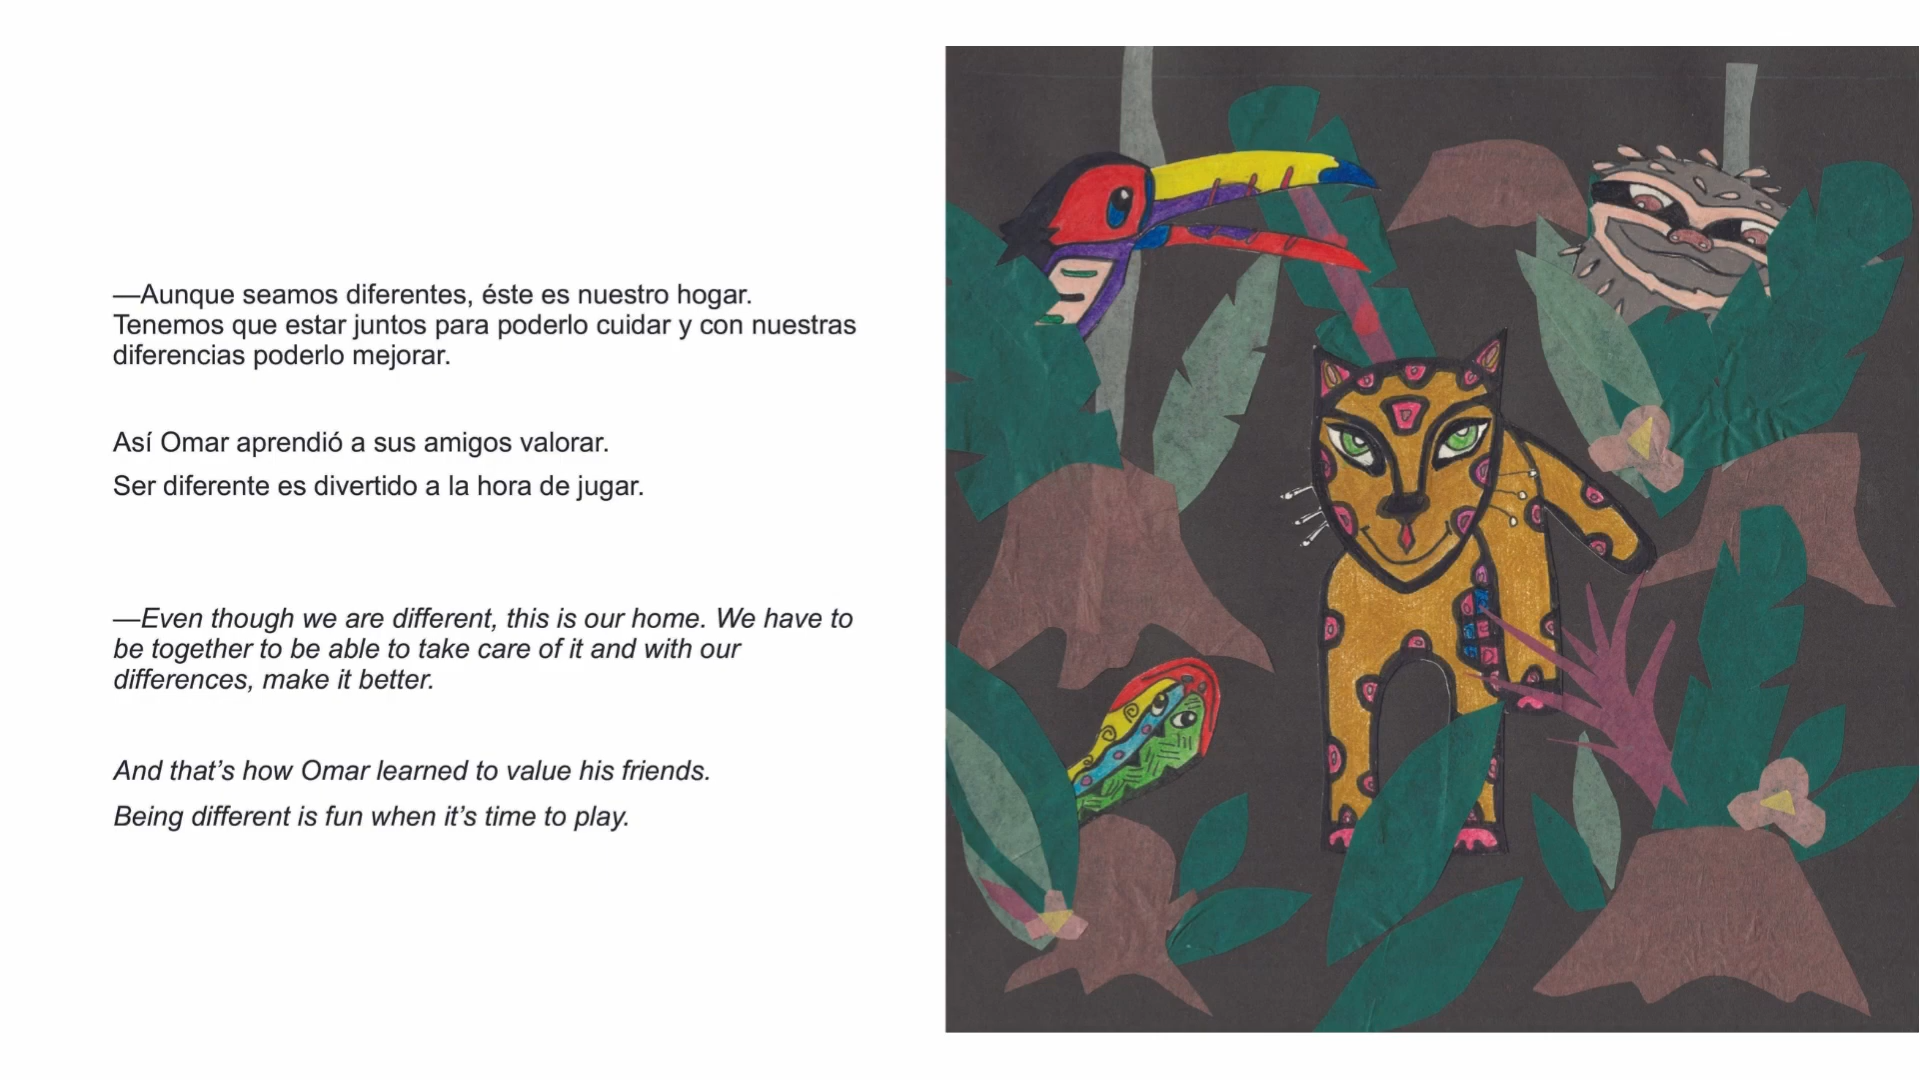 —Aunque seamos diferentes, éste es nuestro hogar.
Tenemos que estar juntos para poderlo cuidar y con nuestras
diferencias poderlo mejorar.
Así Omar aprendió a sus amigos valorar.
Ser diferente es divertido a la hora de jugar.
—Even though we are different, this is our home. We have to
be together to be able to take care of it and with our
differences, make it better.
And that’s how Omar learned to value his friends.
Being different is fun when it’s time to play.